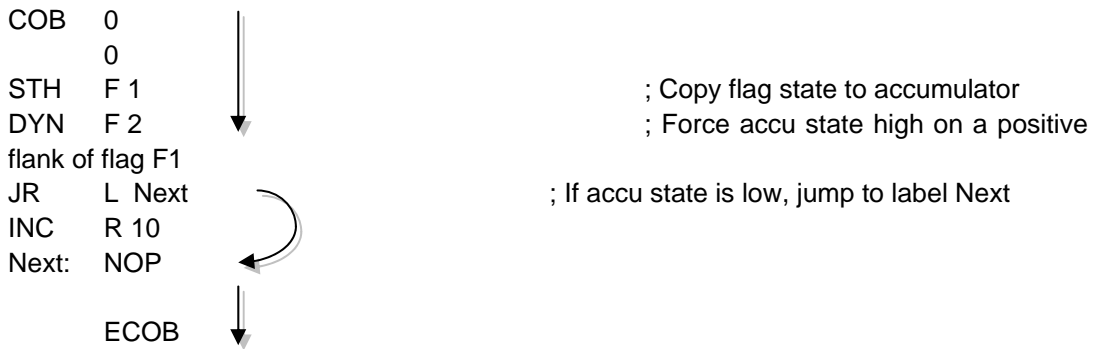 COB 0
0
STH F 1 ; Copy flag state to accumulator
DYN F 2 ; Force accu state high on a positive
flank of flag F1
JR L Next ; If accu state is low, jump to label Next
INC R 10
Next: NOP
ECOB